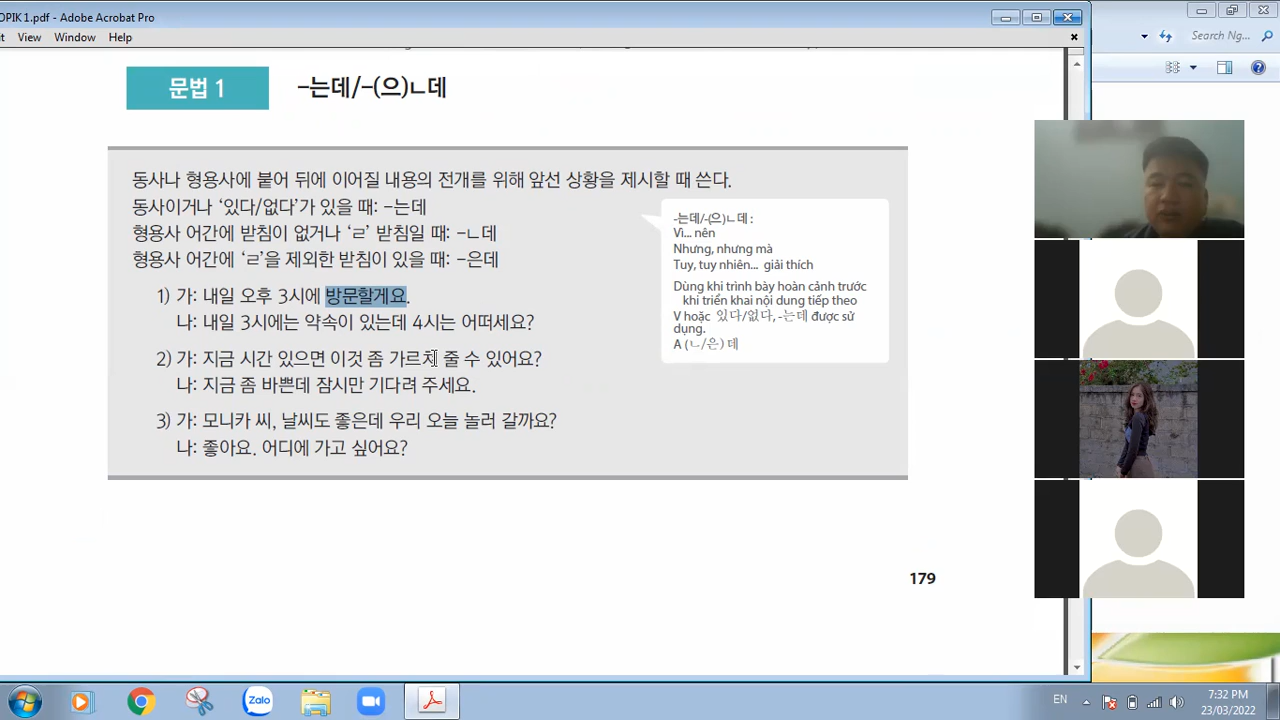 OPIK1.pdf - Adobe Acrobat Pro
t View Window Help
문법 1 -는데/-(으)ㄴ데
동사나 형용사에 붙어 뒤에 이어질 내용의 전개를 위해 앞선 상황을 제시할 때 쓴다.
동사이거나 ‘있다/없다’가 있을 때: -는데
형용사 어간에 받침이 없거나 ‘ㄹ’ 받침일 때: -ㄴ데
형용사 어간에 ‘ㄹ’을 제외한 받침이 있을 때: -은데
1) 가: 내일 오후 3시에 방문할게요.
나: 내일 3시에는 약속이 있는데 4시는 어떠세요?
2) 가: 지금 시간 있으면 이것 좀 가르쳐 줄 수 있어요?
나: 지금 좀 바쁜데 잠시만 기다려 주세요.
3) 가: 모니카 씨, 날씨도 좋은데 우리 오늘 놀러 갈까요?
나: 좋아요. 어디에 가고 싶어요?
-는데/-(으)ㄴ데 :
Vì... nên
Nhưng, nhưng mà
Tuy, tuy nhiên... giải thích
Dùng khi trình bày hoàn cảnh trước
khi triển khai nội dung tiếp theo
V hoặc 있다/없다, -는데 được sử
dụng.
A (ㄴ/은) 데
179
Search Ng...
Zalo
EN
7:32 PM
23/03/2022